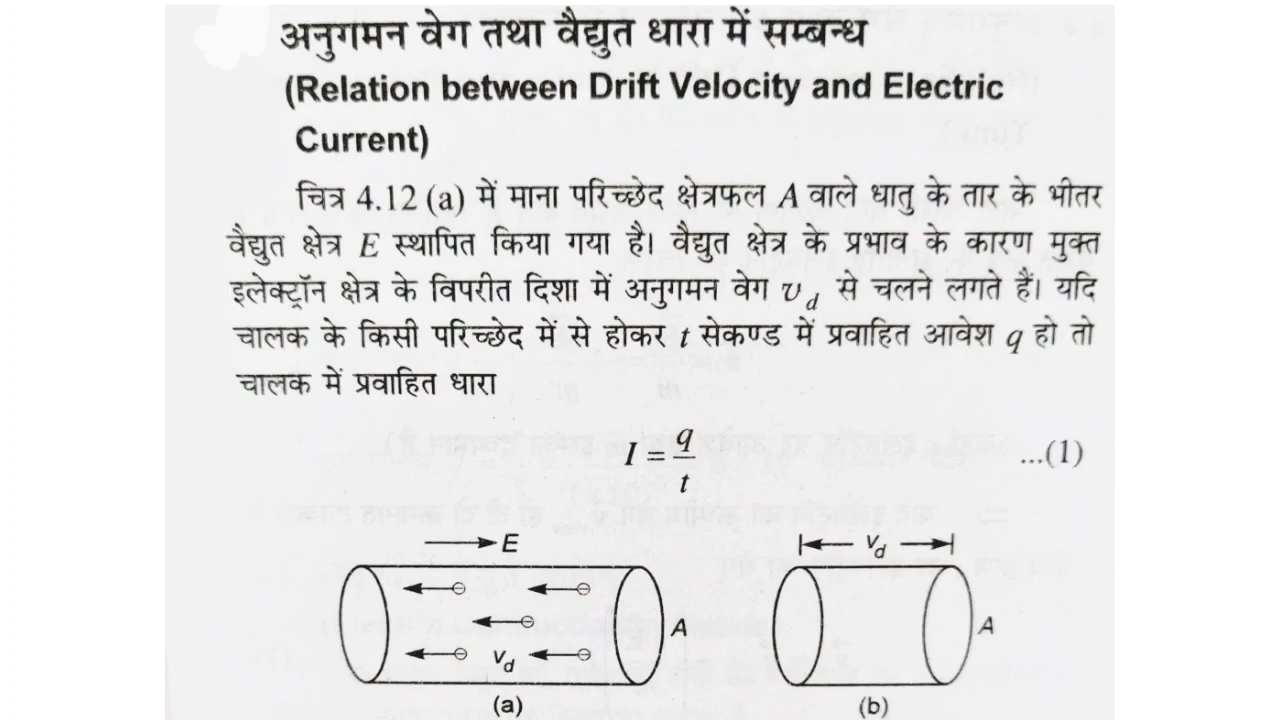 अनुगमन वेग तथा वैद्युत धारा में सम्बन्ध
(Relation between Drift Velocity and Electric
Current)
चित्र 4.12 (a) में माना परिच्छेद क्षेत्रफल A वाले धातु के तार के भीतर
वैद्युत क्षेत्र E स्थापित किया गया है। वैद्युत क्षेत्र के प्रभाव के कारण मुक्त
इलेक्ट्रॉन क्षेत्र के विपरीत दिशा में अनुगमन वेग v_d से चलने लगते हैं। यदि
चालक के किसी परिच्छेद में से होकर t सेकण्ड में प्रवाहित आवेश q हो तो
चालक में प्रवाहित धारा
I = q/t ...(1)
E
v_d
A
v_d
A
(a)
(b)